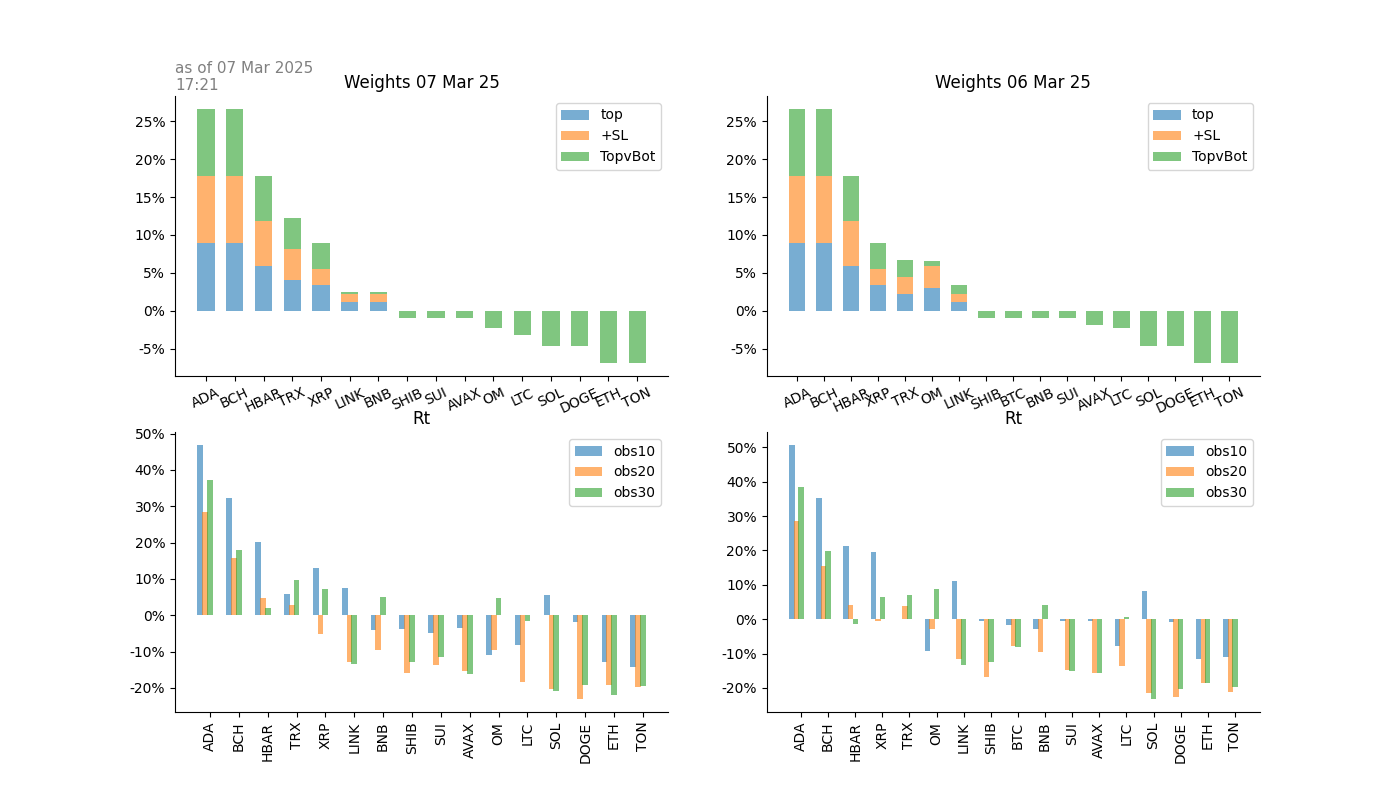 as of 07 Mar 2025
17:21
Weights 07 Mar 25
25%
20%
15%
10%
5%
0%
-5%
top
+SL
TopvBot
ADA BCH HBAR TRX XRP LINK BNB SHIB SUI AVAX OM LTC SOL DOGE ETH TON
Weights 06 Mar 25
25%
20%
15%
10%
5%
0%
-5%
top
+SL
TopvBot
ADA BCH HBAR XRP TRX OM LINK SHIB BTC BNB SUI AVAX LTC SOL DOGE ETH TON
Rt
50%
40%
30%
20%
10%
0%
-10%
-20%
obs10
obs20
obs30
ADA BCH HBAR TRX XRP LINK BNB SHIB SUI AVAX OM LTC SOL DOGE ETH TON
Rt
50%
40%
30%
20%
10%
0%
-10%
-20%
obs10
obs20
obs30
ADA BCH HBAR XRP TRX OM LINK SHIB BTC BNB SUI AVAX LTC SOL DOGE ETH TON